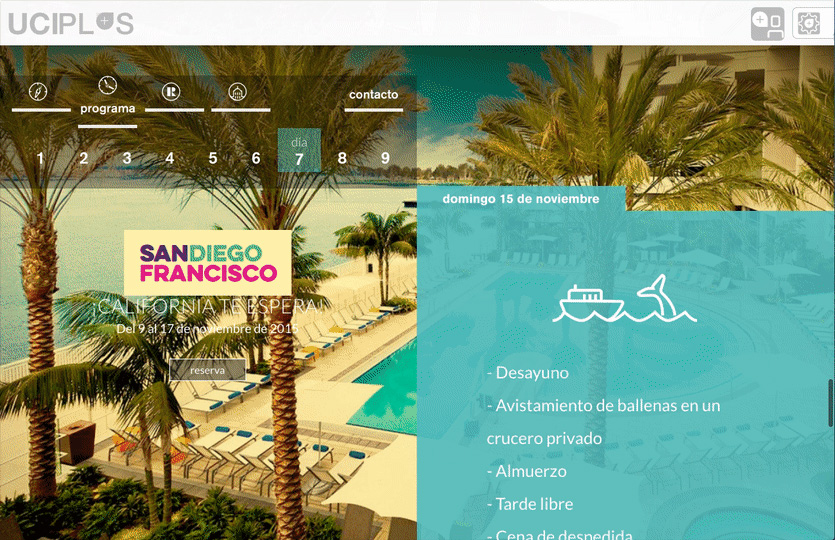 UCIPLUS
programa
contacto
día
1 2 3 4 5 6 7 8 9
domingo 15 de noviembre
SANDIEGO
FRANCISCO
¡CALIFORNIA TE ESPERA!
Del 9 al 17 de noviembre de 2015
reserva
- Desayuno
- Avistamiento de ballenas en un
crucero privado
- Almuerzo
- Tarde libre
- Cena de despedida